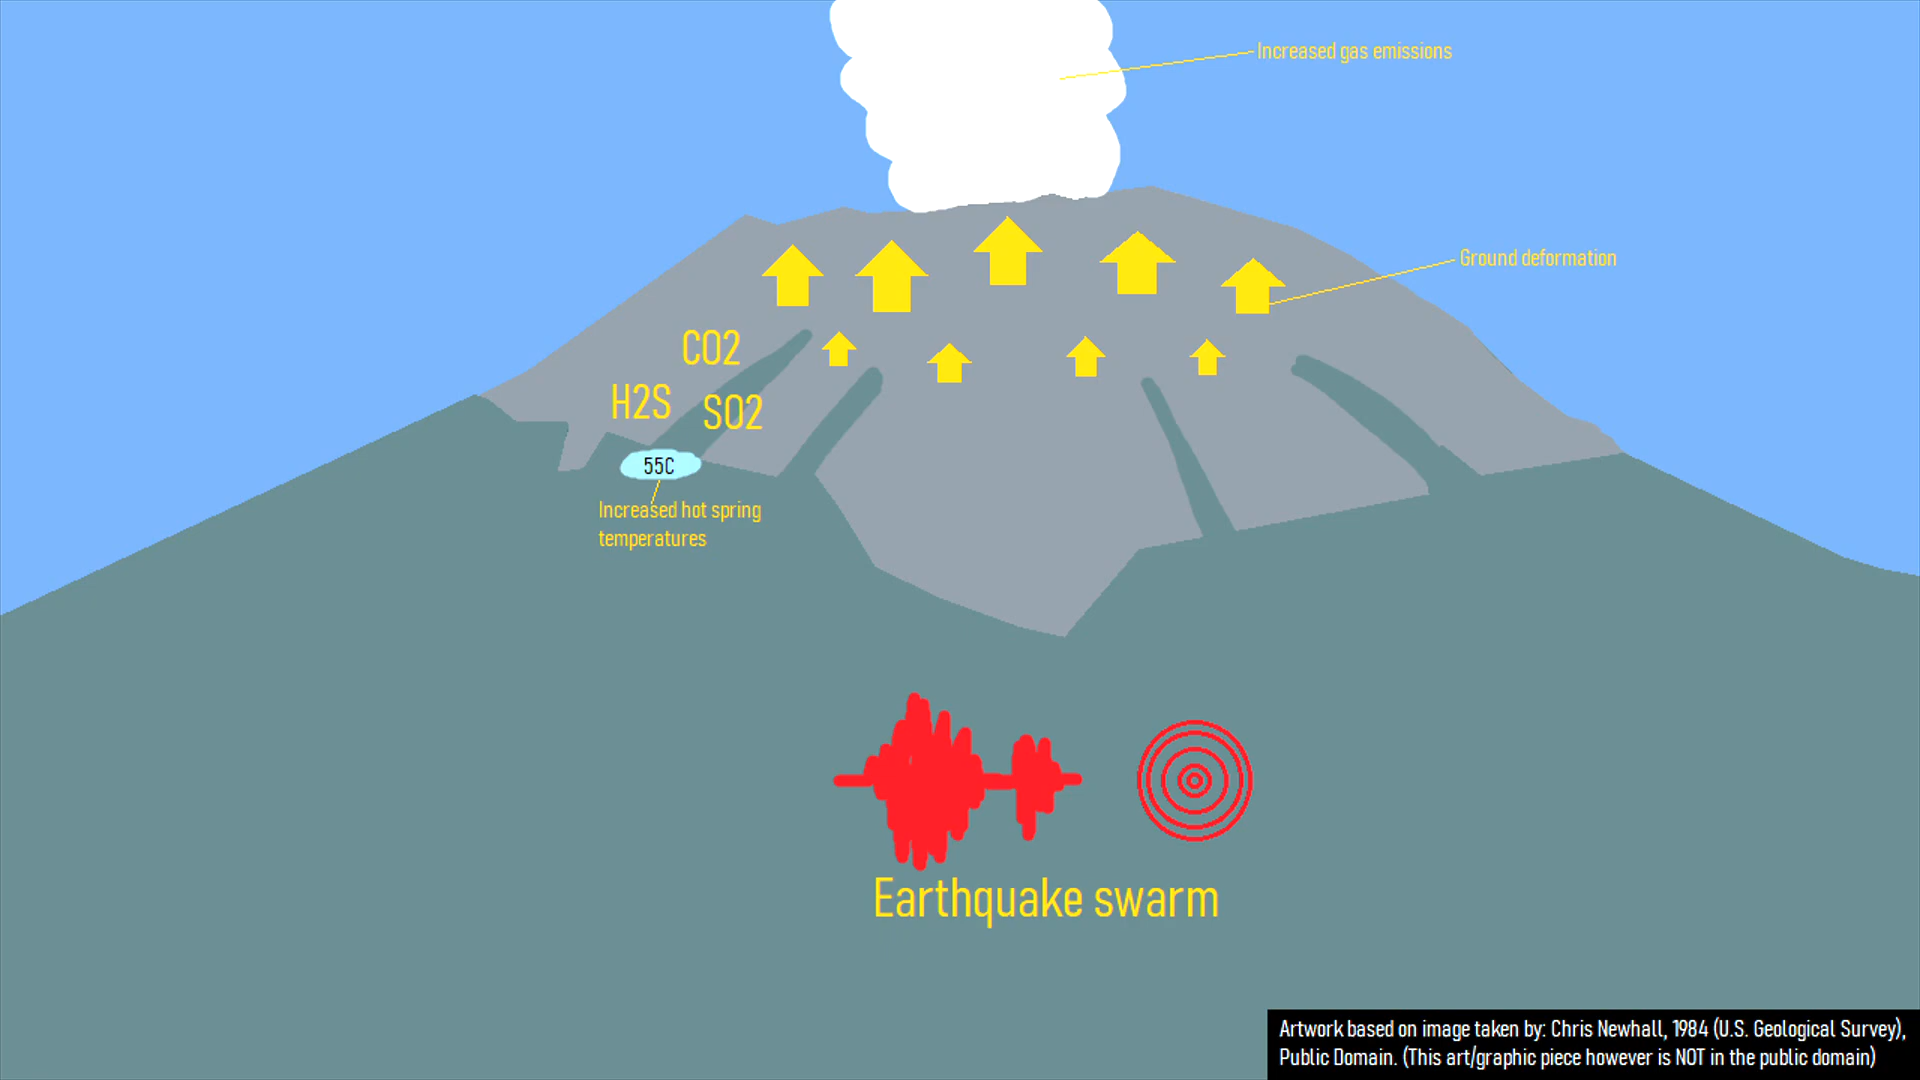 Increased gas emissions
Ground deformation
CO2
H2S
SO2
55C
Increased hot spring
temperatures
Earthquake swarm
Artwork based on image taken by: Chris Newhall, 1984 (U.S. Geological Survey),
Public Domain. (This art/graphic piece however is NOT in the public domain)